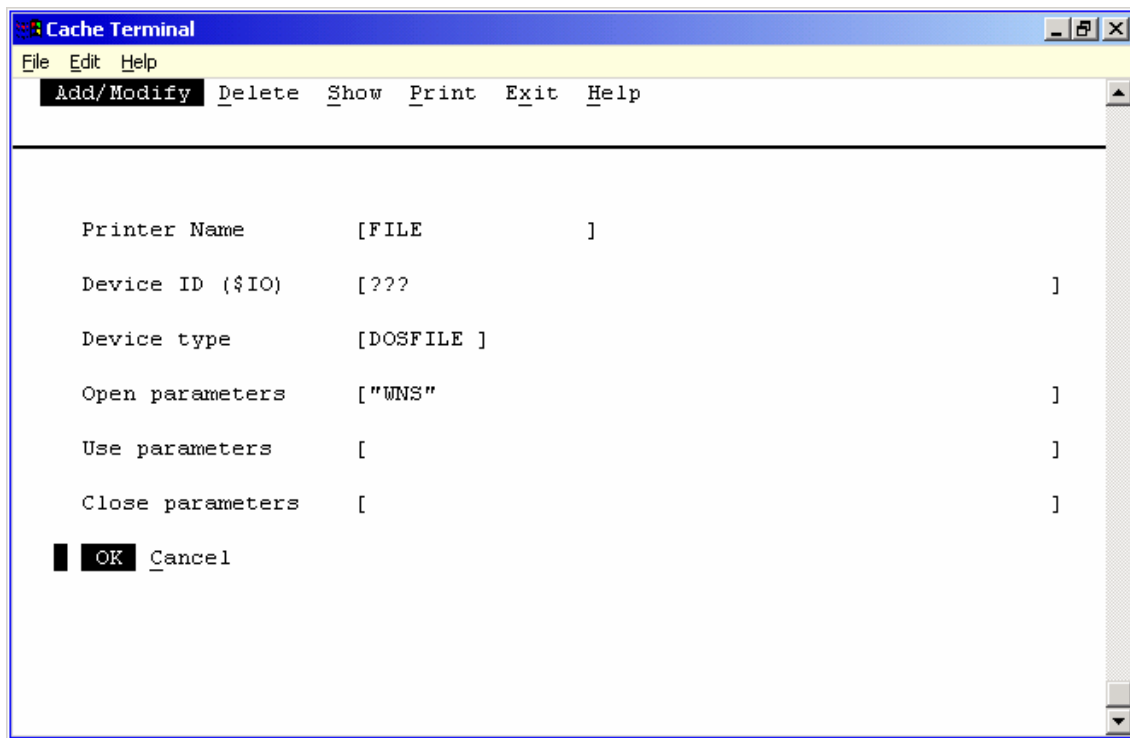 Cache Terminal
File Edit Help
Add/Modify Delete Show Print Exit Help
Printer Name [FILE ]
Device ID ($IO) [??? ]
Device type [DOSFILE ]
Open parameters ["WNS" ]
Use parameters [ ]
Close parameters [ ]
OK Cancel